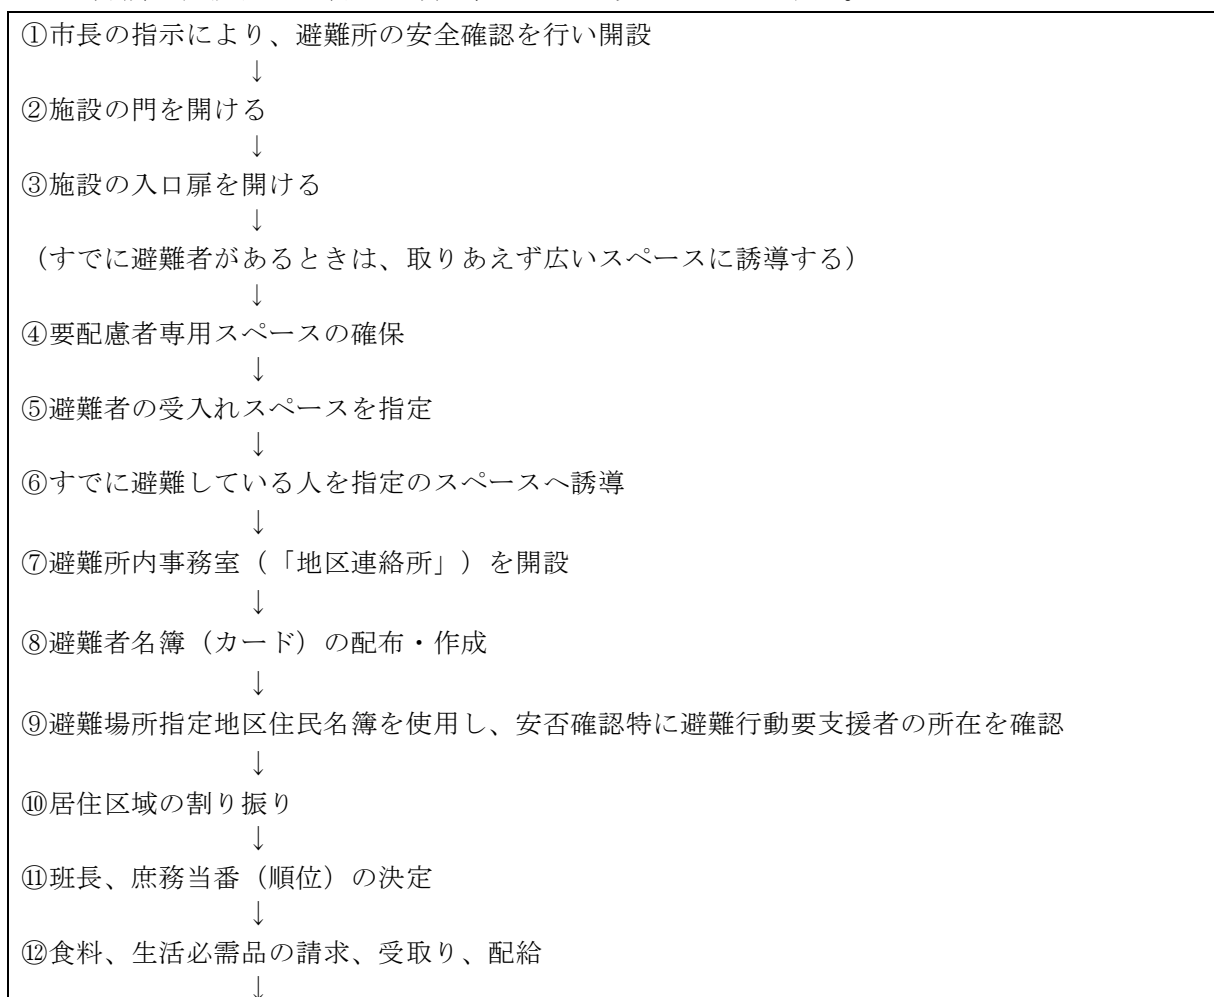 ①市長の指示により、避難所の安全確認を行い開設
↓
②施設の門を開ける
↓
③施設の入口扉を開ける
↓
（すでに避難者があるときは、取りあえず広いスペースに誘導する）
↓
④要配慮者専用スペースの確保
↓
⑤避難者の受入れスペースを指定
↓
⑥すでに避難している人を指定のスペースへ誘導
↓
⑦避難所内事務室（「地区連絡所」）を開設
↓
⑧避難者名簿（カード）の配布・作成
↓
⑨避難場所指定地区住民名簿を使用し、安否確認特に避難行動要支援者の所在を確認
↓
⑩居住区域の割り振り
↓
⑪班長、庶務当番（順位）の決定
↓
⑫食料、生活必需品の請求、受取り、配給
↓